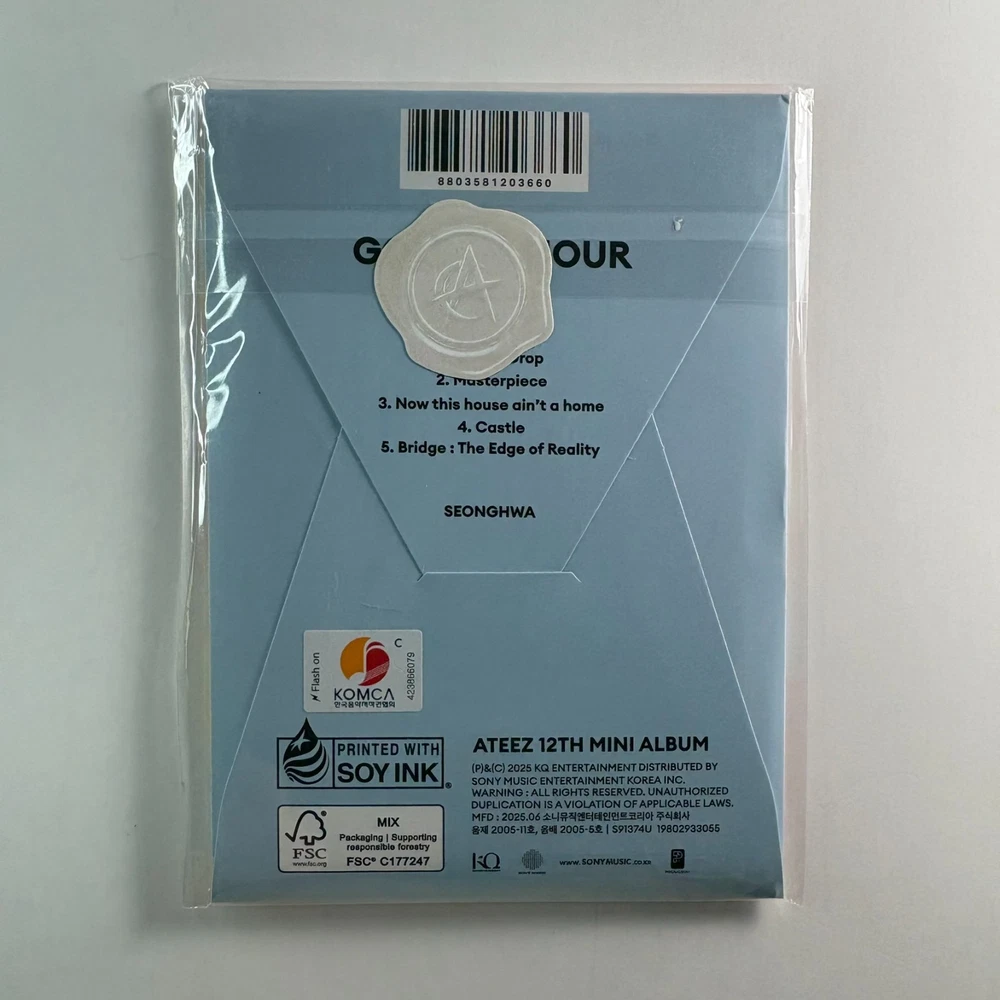 8803581203660
HOUR
2. Masterpiece
3. Now this house ain't a home
4. Castle
5. Bridge : The Edge of Reality
SEONGHWA
Flash on
C
423866079
KOMCA
한국음악저작권협회
PRINTED WITH
SOY INK
®
FSC
www.fsc.org
MIX
Packaging | Supporting
responsible forestry
FSC® C177247
ATEEZ 12TH MINI ALBUM
(P)&(C) 2025 KQ ENTERTAINMENT DISTRIBUTED BY
SONY MUSIC ENTERTAINMENT KOREA INC.
WARNING : ALL RIGHTS RESERVED. UNAUTHORIZED
DUPLICATION IS A VIOLATION OF APPLICABLE LAWS.
MFD : 2025.06 소니뮤직엔터테인먼트코리아 주식회사
음제 2005-11호, 음배 2005-5호 | S91374U 19802933055
KQ
www.SONYMUSIC.co.kr